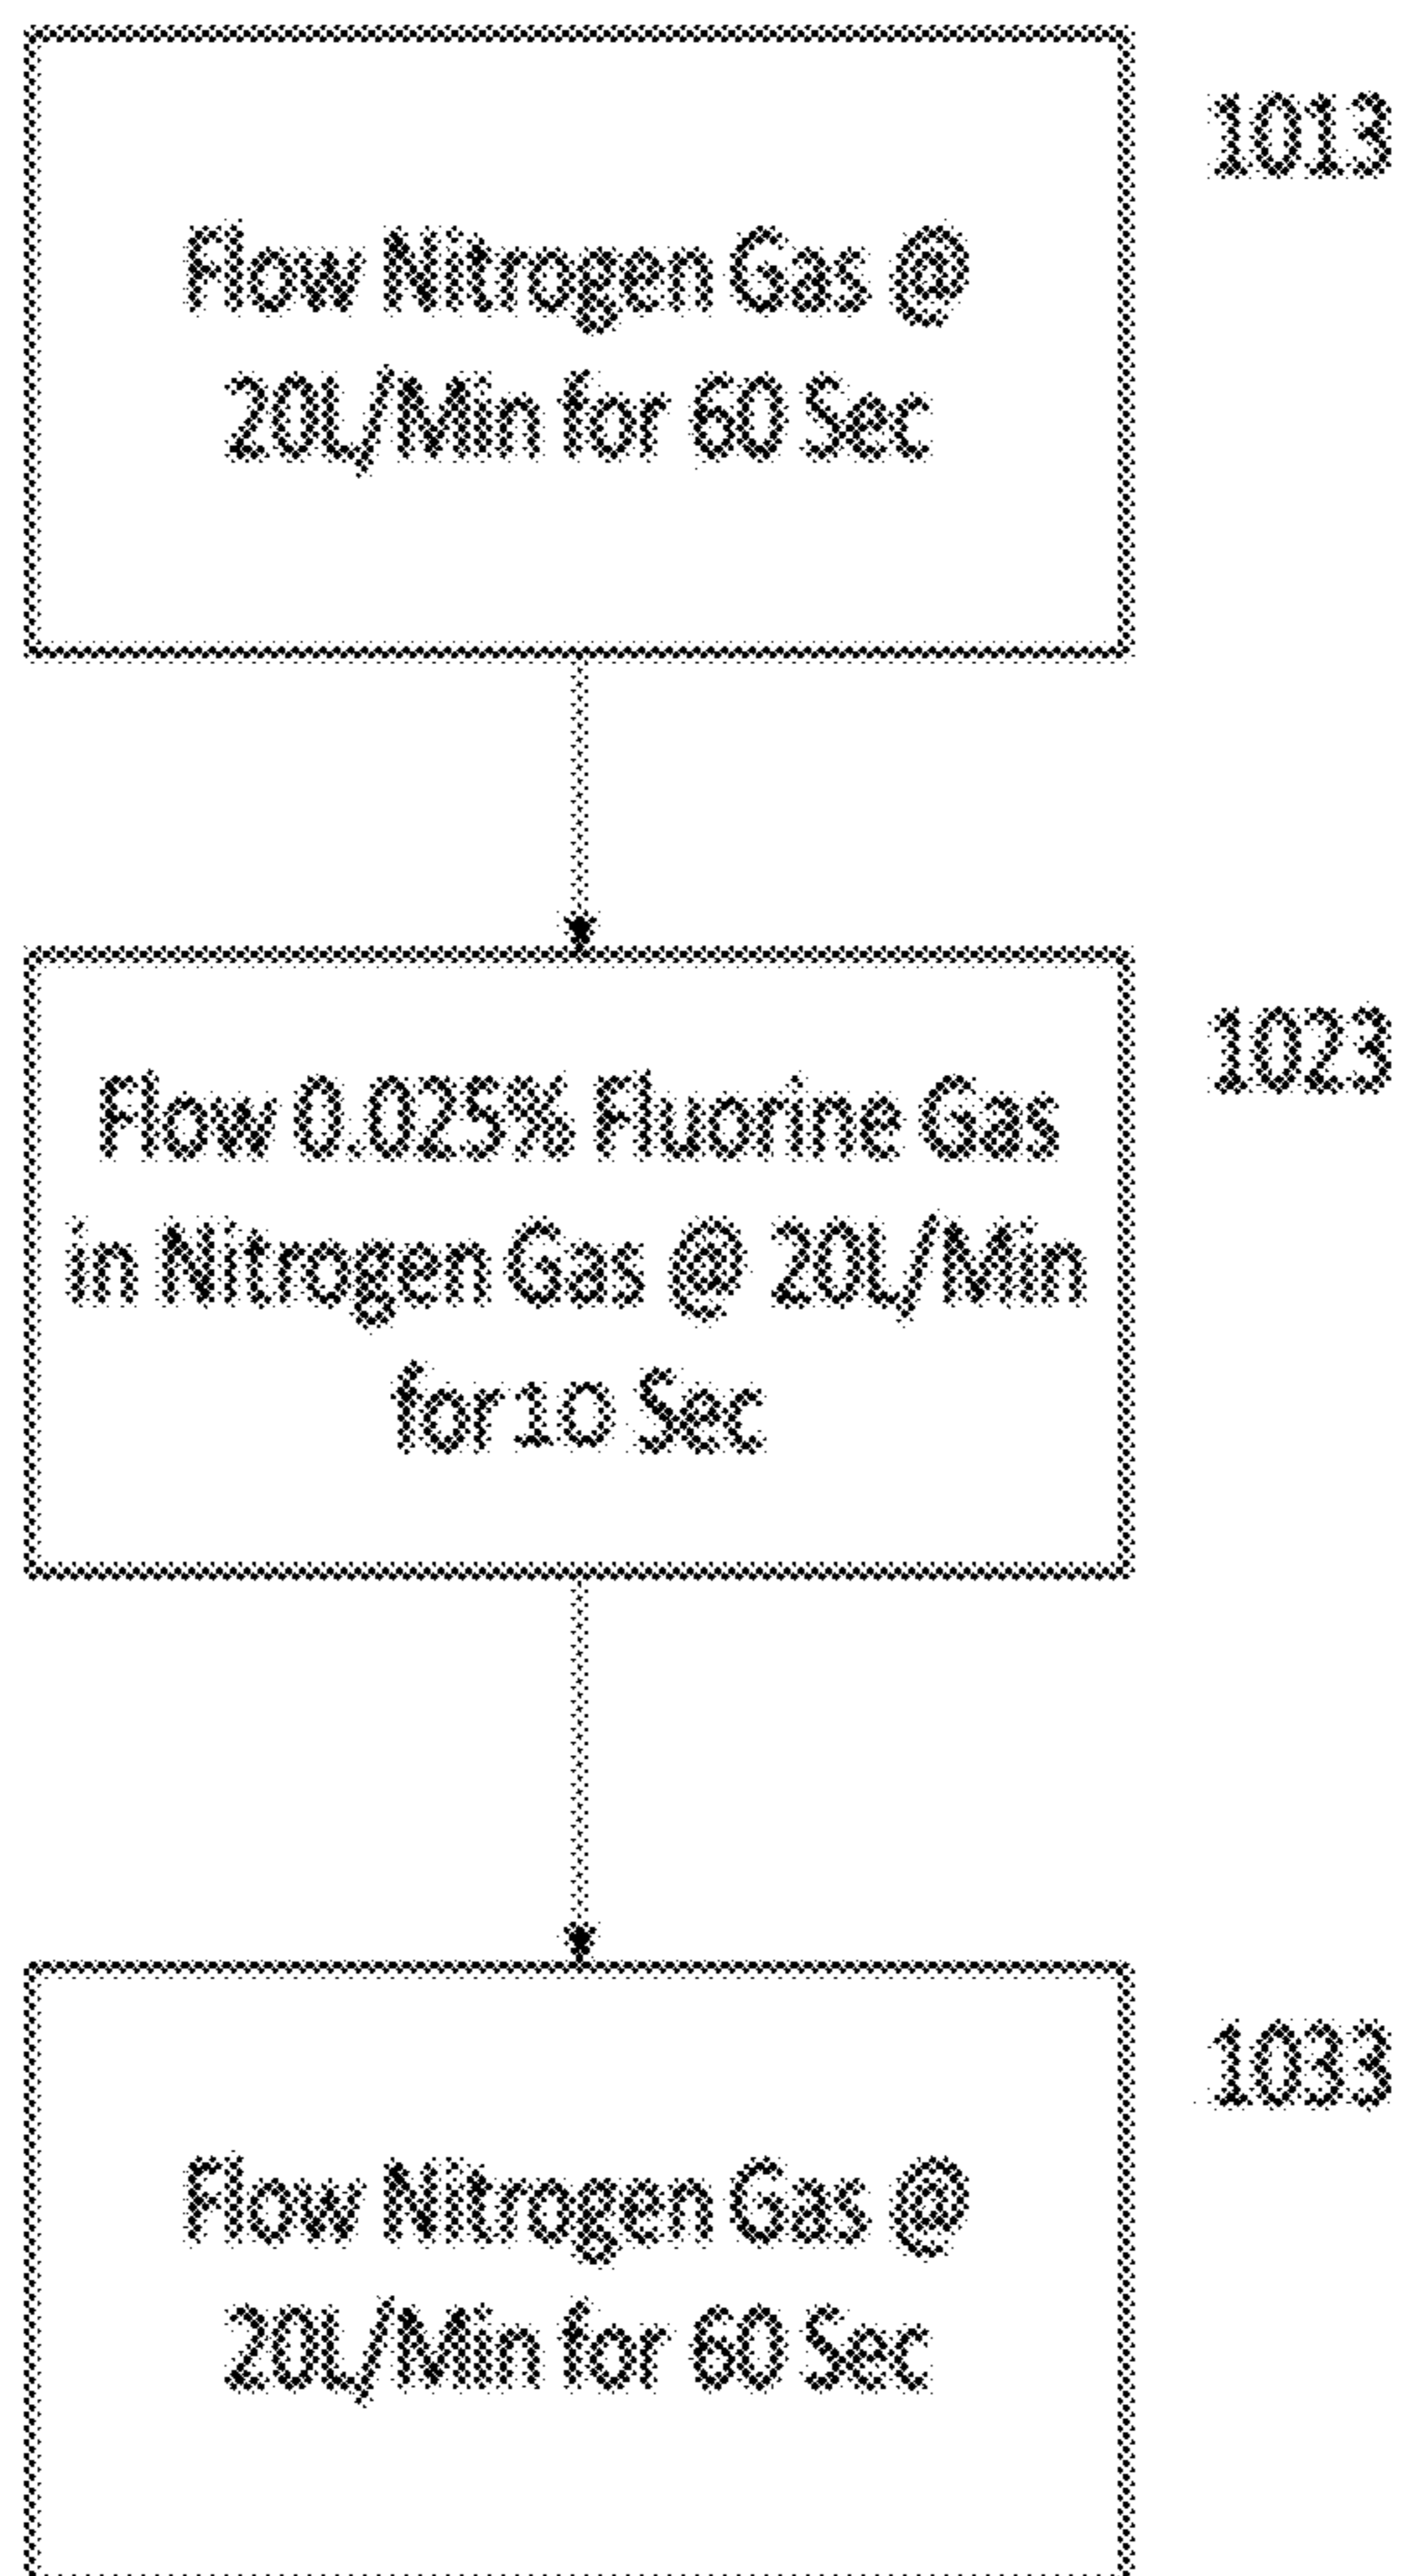 1013
Flow Nitrogen Gas @
20L/Min for 60 Sec
1023
Flow 0.025% Fluorine Gas
in Nitrogen Gas @ 20L/Min
for 10 Sec
1033
Flow Nitrogen Gas @
20L/Min for 60 Sec